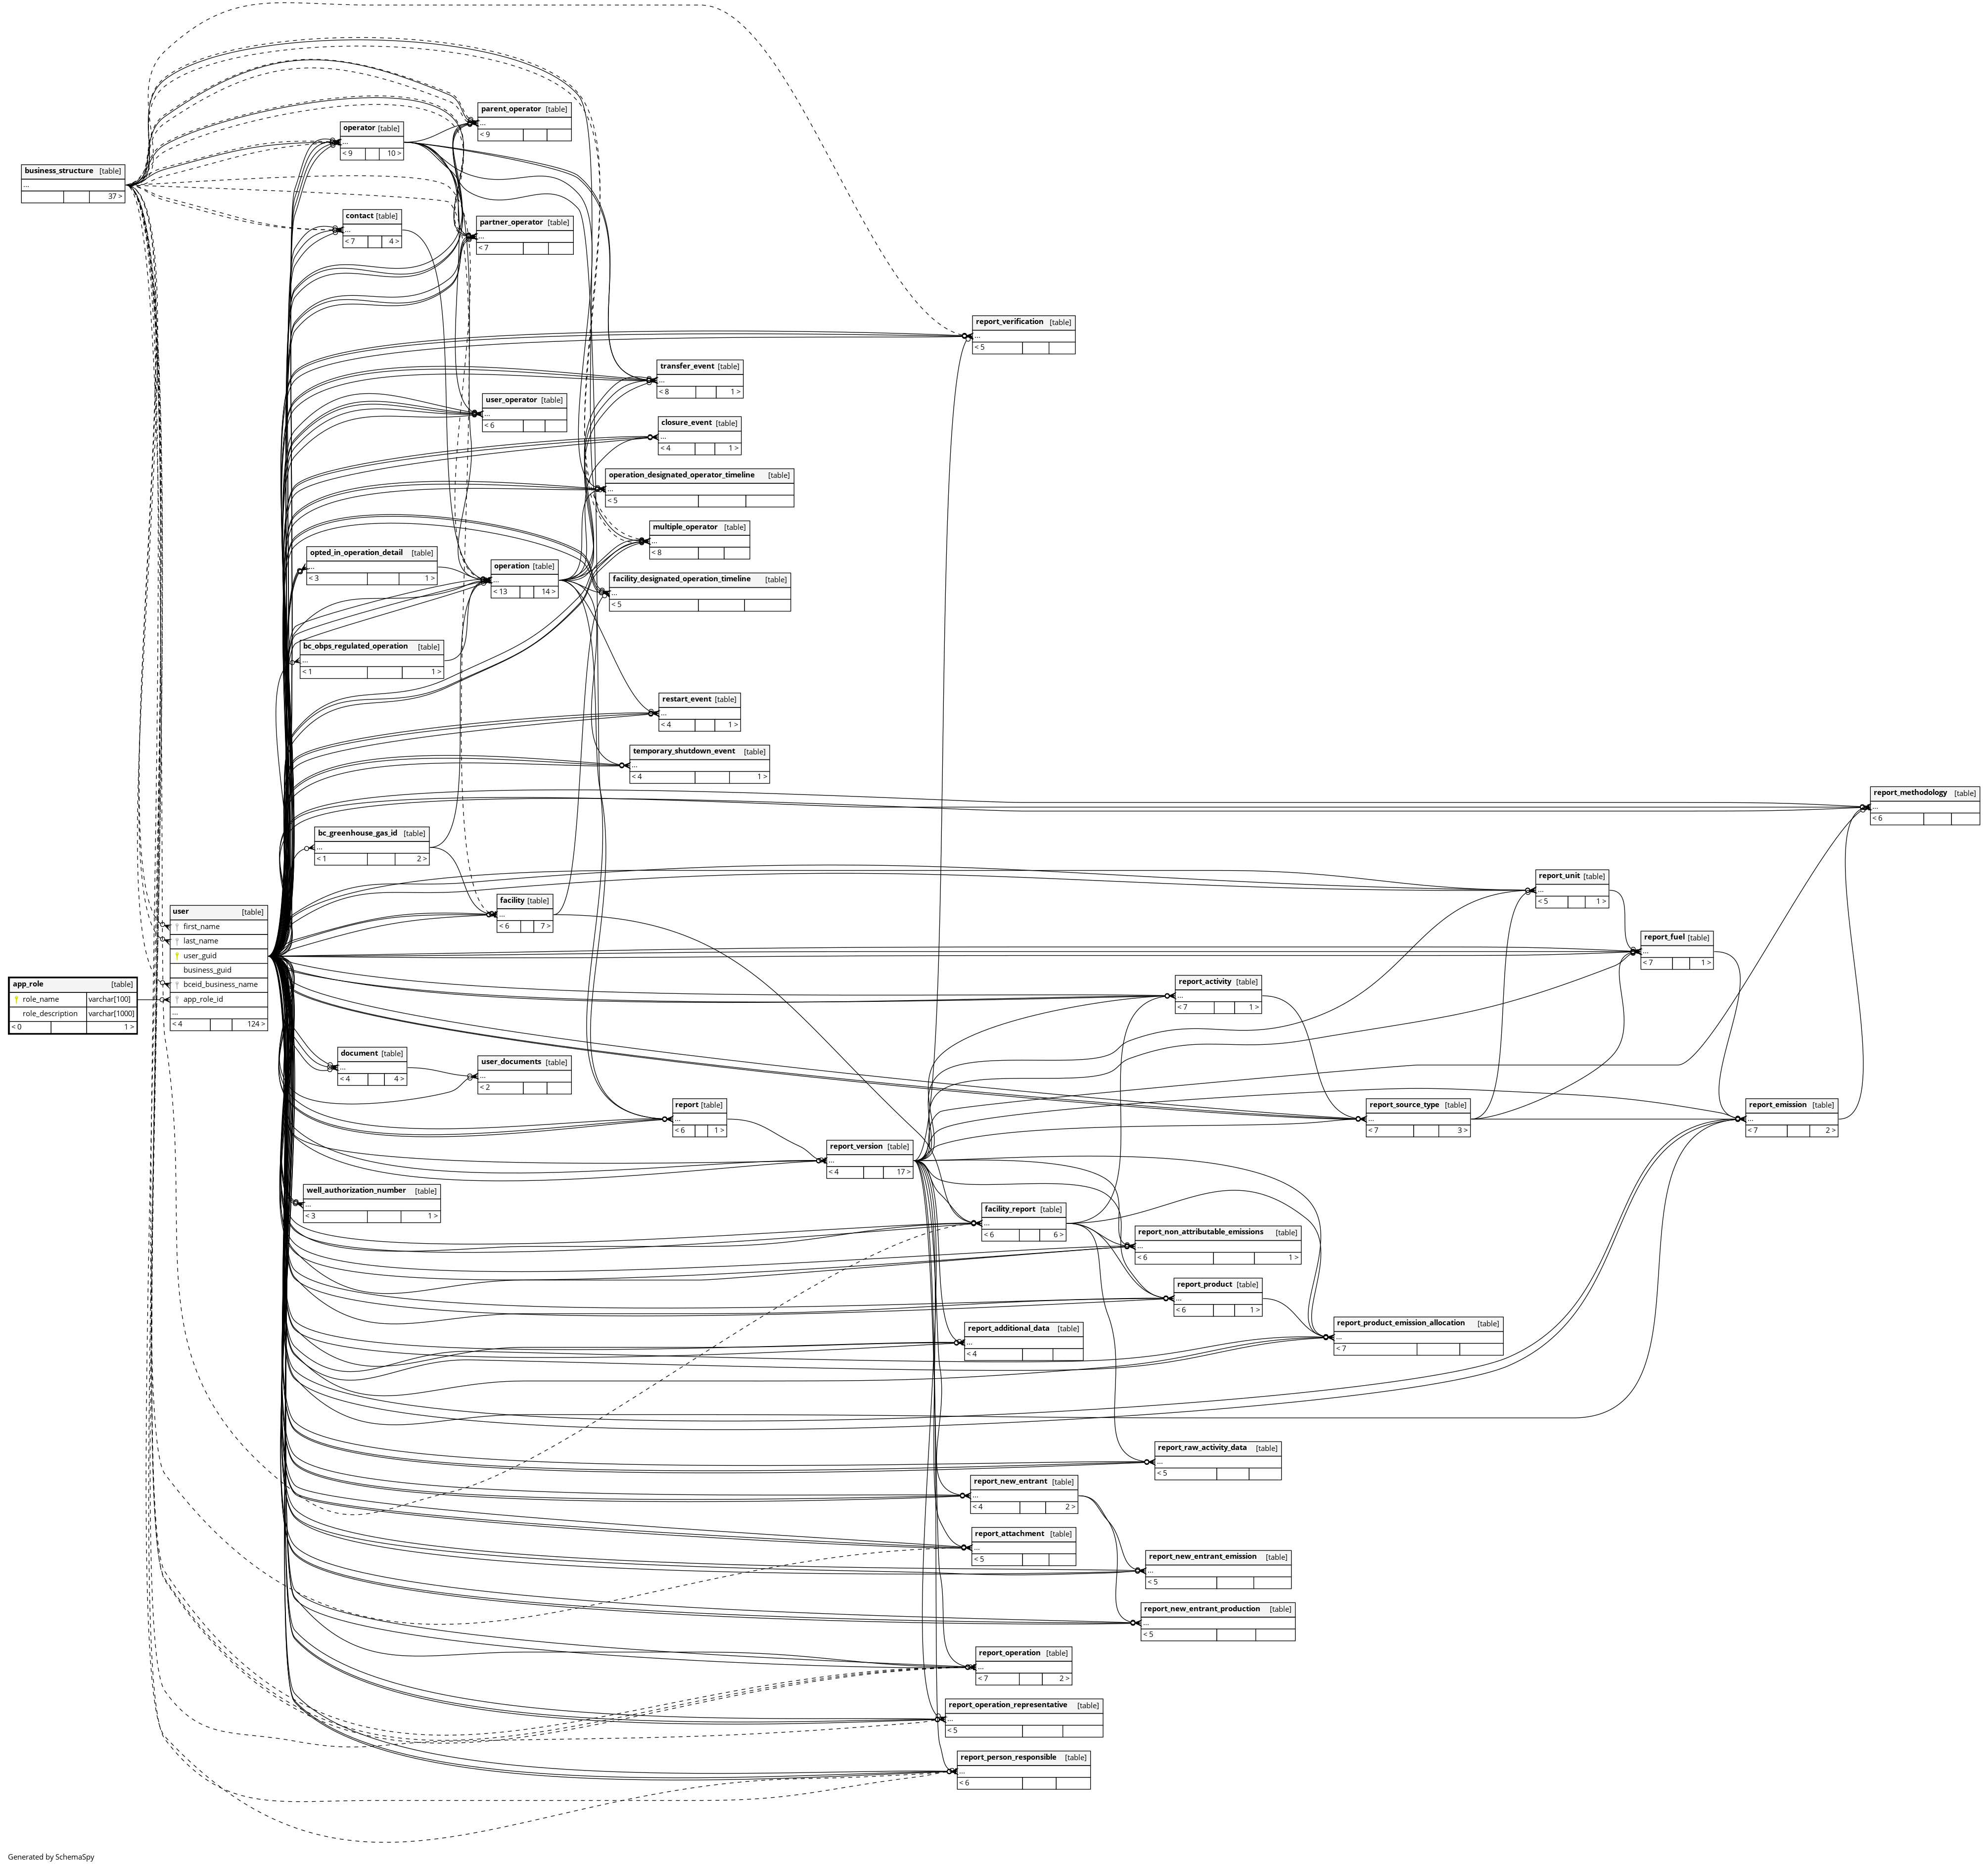 parent_operator [table]
...
< 9
operator [table]
...
< 9 10 >
business_structure [table]
...
37 >
contact [table]
...
< 7 4 >
partner_operator [table]
...
< 7
report_verification [table]
...
< 5
transfer_event [table]
...
< 8 1 >
user_operator [table]
...
< 6
closure_event [table]
...
< 4 1 >
operation_designated_operator_timeline [table]
...
< 5
multiple_operator [table]
...
< 8
opted_in_operation_detail [table]
...
< 3 1 >
operation [table]
...
< 13 14 >
facility_designated_operation_timeline [table]
...
< 5
bc_obps_regulated_operation [table]
...
< 1 1 >
restart_event [table]
...
< 4 1 >
temporary_shutdown_event [table]
...
< 4 1 >
report_methodology [table]
...
< 6
bc_greenhouse_gas_id [table]
...
< 1 2 >
report_unit [table]
...
< 5 1 >
facility [table]
...
< 6 7 >
user [table]
first_name
last_name
user_guid
business_guid
bceid_business_name
app_role_id
...
< 4 124 >
report_fuel [table]
...
< 7 1 >
app_role [table]
role_name varchar[100]
role_description varchar[1000]
< 0 1 >
report_activity [table]
...
< 7 1 >
document [table]
...
< 4 4 >
user_documents [table]
...
< 2
report [table]
...
< 6 1 >
report_source_type [table]
...
< 7 3 >
report_emission [table]
...
< 7 2 >
report_version [table]
...
< 4 17 >
well_authorization_number [table]
...
< 3 1 >
facility_report [table]
...
< 6 6 >
report_non_attributable_emissions [table]
...
< 6 1 >
report_product [table]
...
< 6 1 >
report_additional_data [table]
...
< 4
report_product_emission_allocation [table]
...
< 7
report_raw_activity_data [table]
...
< 5
report_new_entrant [table]
...
< 4 2 >
report_attachment [table]
...
< 5
report_new_entrant_emission [table]
...
< 5
report_new_entrant_production [table]
...
< 5
report_operation [table]
...
< 7 2 >
report_operation_representative [table]
...
< 5
report_person_responsible [table]
...
< 6
Generated by SchemaSpy